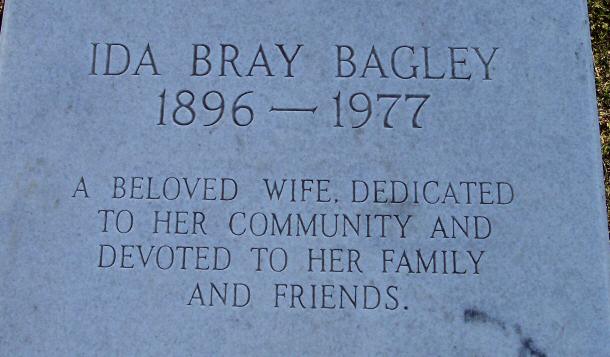 IDA BRAY BAGLEY
1896 — 1977
A BELOVED WIFE, DEDICATED
TO HER COMMUNITY AND
DEVOTED TO HER FAMILY
AND FRIENDS.